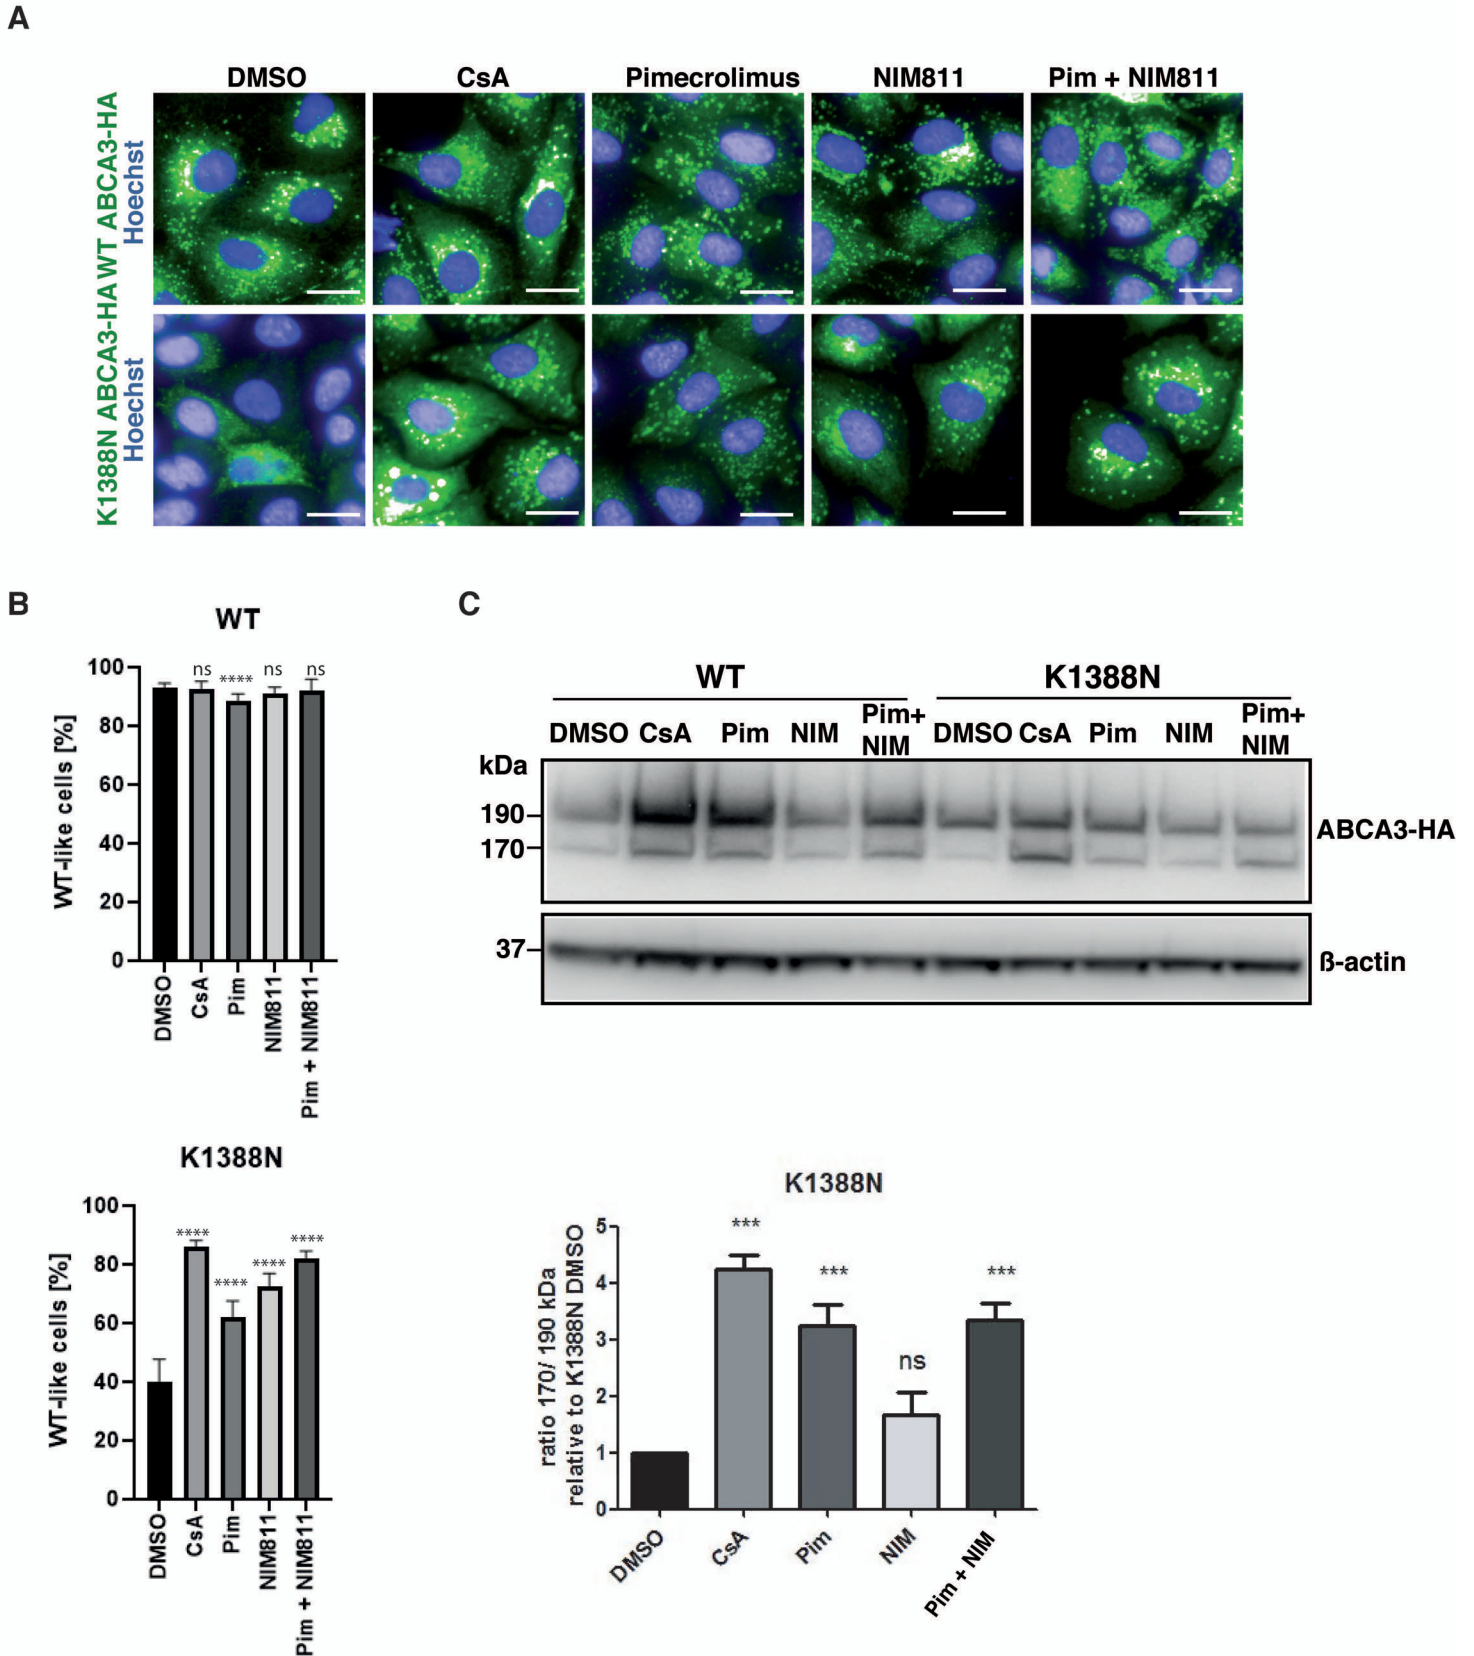 A
DMSO
CsA
Pimecrolimus
NIM811
Pim + NIM811
WT ABCA3-HA
Hoechst
K1388N ABCA3-HA
Hoechst
B
WT
WT-like cells [%]
100
80
60
40
20
0
ns
****
ns
ns
DMSO
CsA
Pim
NIM811
Pim + NIM811
K1388N
WT-like cells [%]
100
80
60
40
20
0
****
****
****
****
DMSO
CsA
Pim
NIM811
Pim + NIM811
C
WT
K1388N
DMSO
CsA
Pim
NIM
Pim+
NIM
DMSO
CsA
Pim
NIM
Pim+
NIM
kDa
190
170
ABCA3-HA
37
ß-actin
K1388N
ratio 170/ 190 kDa
relative to K1388N DMSO
5
4
3
2
1
0
***
***
ns
***
DMSO
CsA
Pim
NIM
Pim + NIM